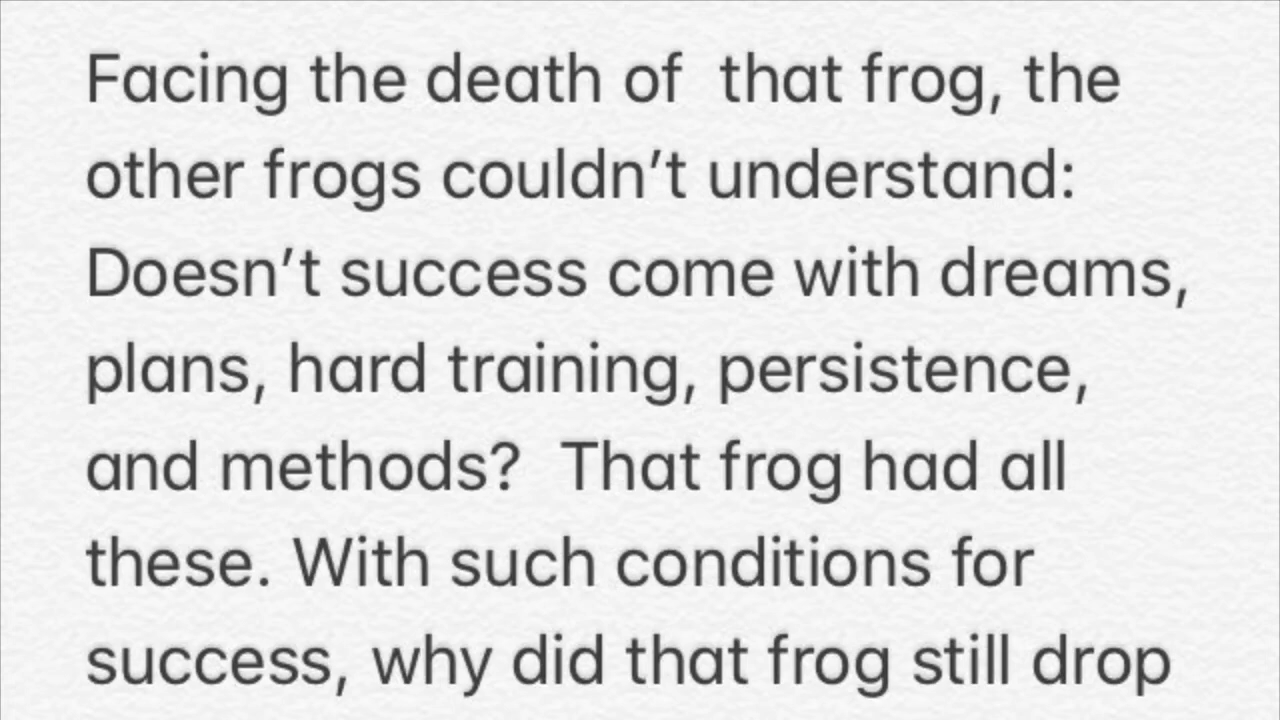 Facing the death of  that frog, the
other frogs couldn’t understand:
Doesn’t success come with dreams,
plans, hard training, persistence,
and methods?  That frog had all
these. With such conditions for
success, why did that frog still drop